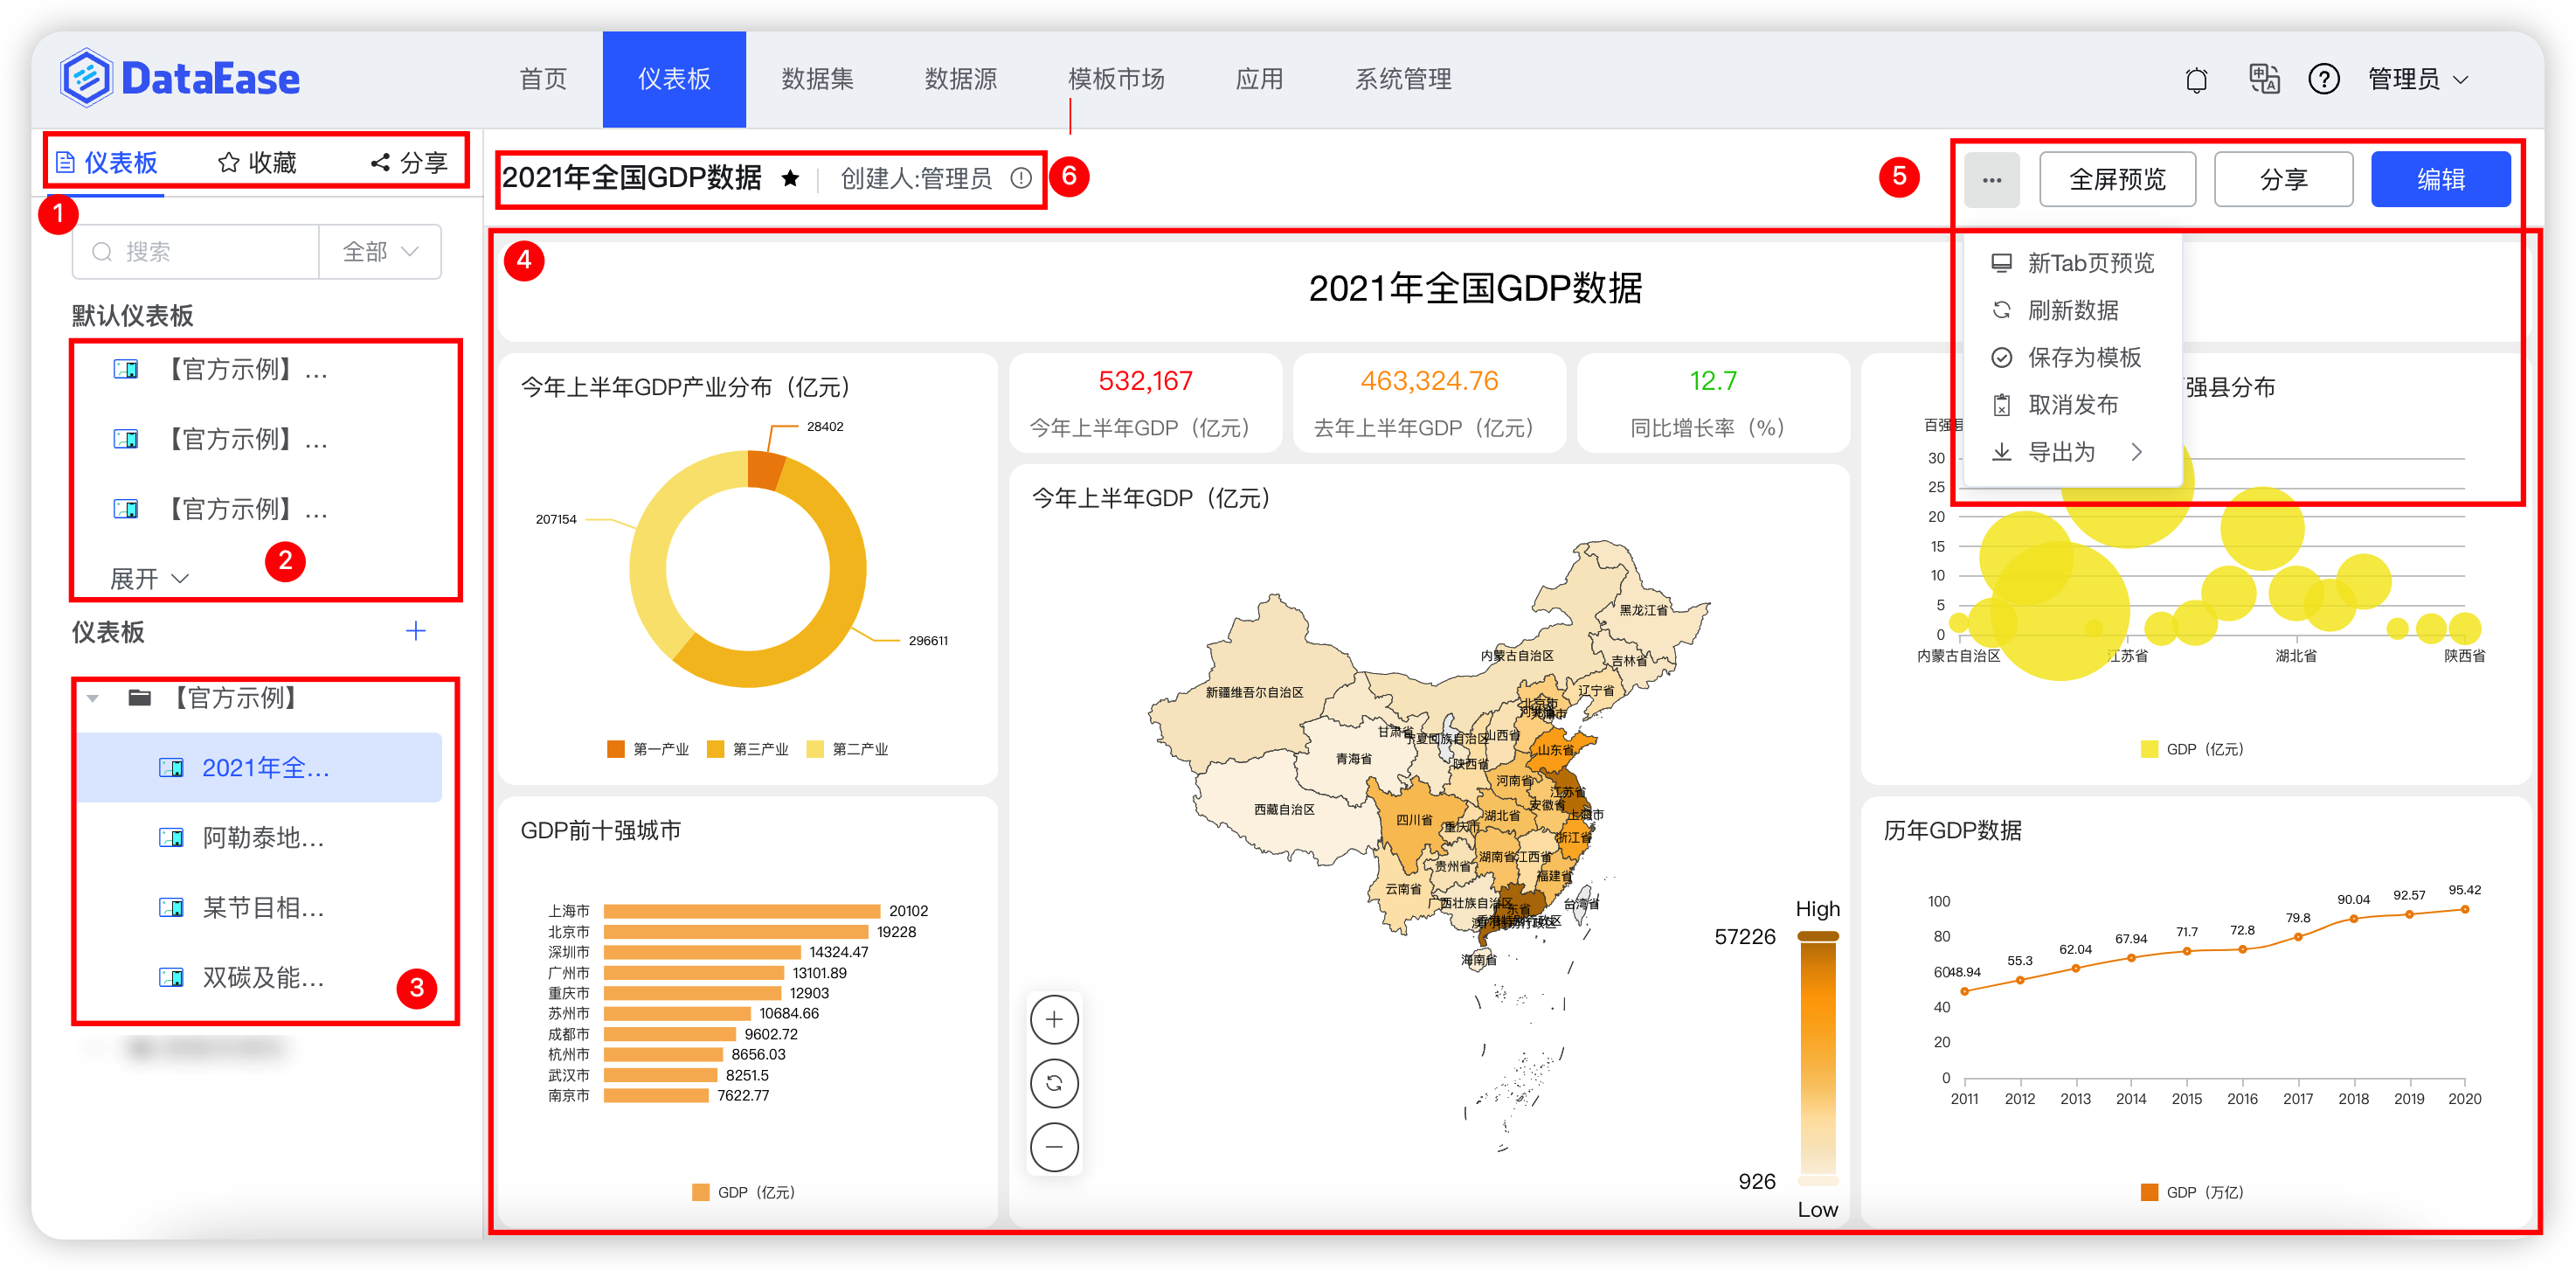 DataEase
首页 仪表板 数据集 数据源 模板市场 应用 系统管理
管理员
仪表板 收藏 分享
1
搜索 全部
默认仪表板
【官方示例】...
【官方示例】...
【官方示例】...
展开
2
仪表板
【官方示例】
2021年全...
阿勒泰地...
某节目相...
双碳及能...
3
2021年全国GDP数据 创建人:管理员
6
5
... 全屏预览 分享 编辑
新Tab页预览
刷新数据
保存为模板
取消发布
导出为
4
2021年全国GDP数据
今年上半年GDP产业分布（亿元）
28402
207154
296611
第一产业 第三产业 第二产业
532,167
今年上半年GDP（亿元）
463,324.76
去年上半年GDP（亿元）
12.7
同比增长率（%）
今年上半年GDP（亿元）
黑龙江省
内蒙古自治区
吉林省
新疆维吾尔自治区
辽宁省
北京市
甘肃省
宁夏回族自治区
山西省
山东省
青海省
陕西省
河南省
江苏省
西藏自治区
安徽省
四川省
湖北省
上海市
重庆市
浙江省
湖南省
江西省
贵州省
福建省
云南省
广西壮族自治区
广东省
台湾省
海南省
High
57226
926
Low
强县分布
百强县
30
25
20
15
10
5
0
内蒙古自治区 江苏省 湖北省 陕西省
GDP（亿元）
GDP前十强城市
上海市 20102
北京市 19228
深圳市 14324.47
广州市 13101.89
重庆市 12903
苏州市 10684.66
成都市 9602.72
杭州市 8656.03
武汉市 8251.5
南京市 7622.77
GDP（亿元）
历年GDP数据
100
80
60
40
20
0
48.94 55.3 62.04 67.94 71.7 72.8 79.8 90.04 92.57 95.42
2011 2012 2013 2014 2015 2016 2017 2018 2019 2020
GDP（万亿）